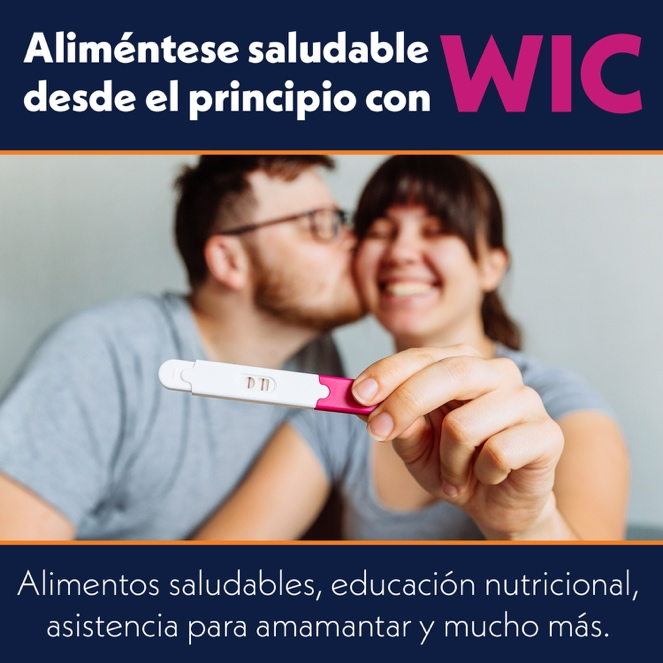 Aliméntese saludable
desde el principio con
WIC
Alimentos saludables, educación nutricional,
asistencia para amamantar y mucho más.